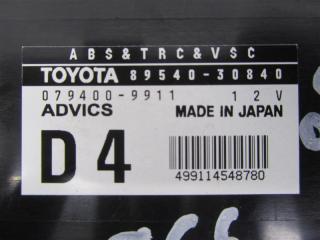 ABS&TRC&VSC
TOYOTA 89540-30840
079400-9911 12V
ADVICS MADE IN JAPAN
D4
499114548780